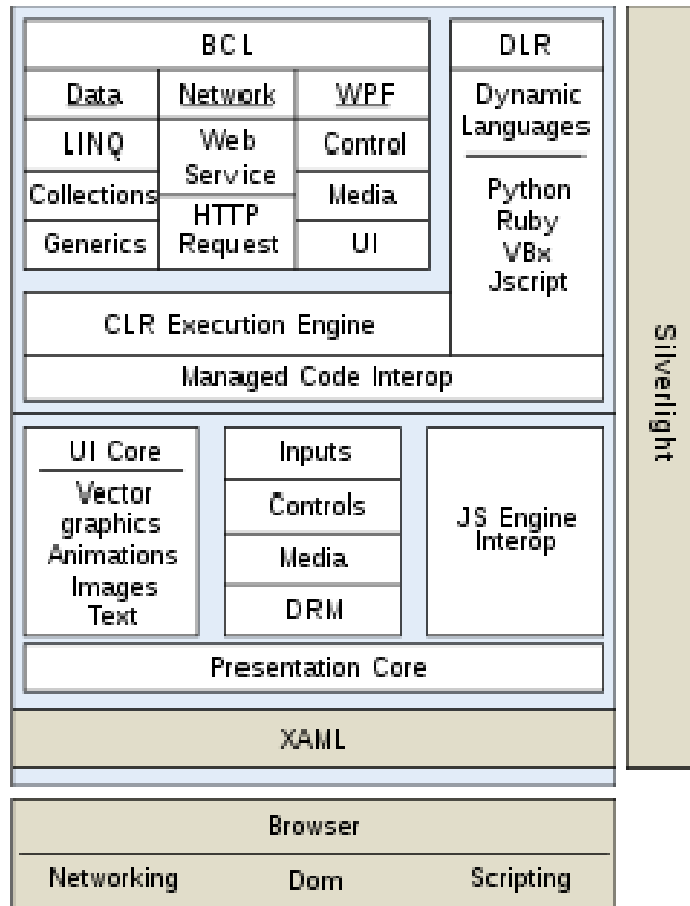 BCL
Data
LINQ
Collections
Generics
Network
Web
Service
HTTP
Request
WPF
Control
Media
UI
DLR
Dynamic
Languages
Python
Ruby
VBx
Jscript
CLR Execution Engine
Managed Code Interop
UI Core
Vector
graphics
Animations
Images
Text
Inputs
Controls
Media
DRM
JS Engine
Interop
Presentation Core
XAML
Silverlight
Browser
Networking
Dom
Scripting